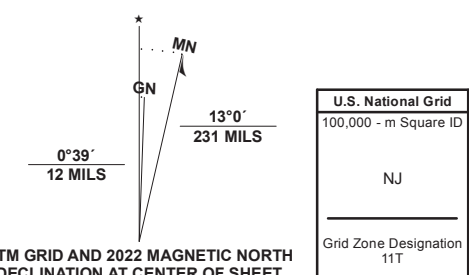 ★
MN
GN
0°39´
12 MILS
13°0´
231 MILS
TM GRID AND 2022 MAGNETIC NORTH
DECLINATION AT CENTER OF SHEET
U.S. National Grid
100,000 - m Square ID
NJ
Grid Zone Designation
11T